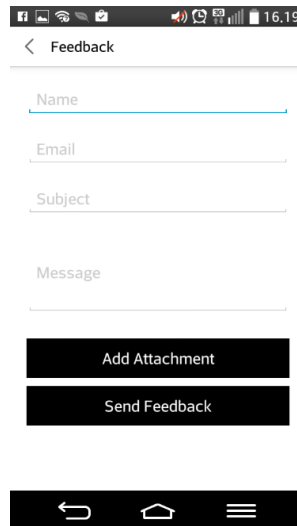 16.19
Feedback
Name
Email
Subject
Message
Add Attachment
Send Feedback